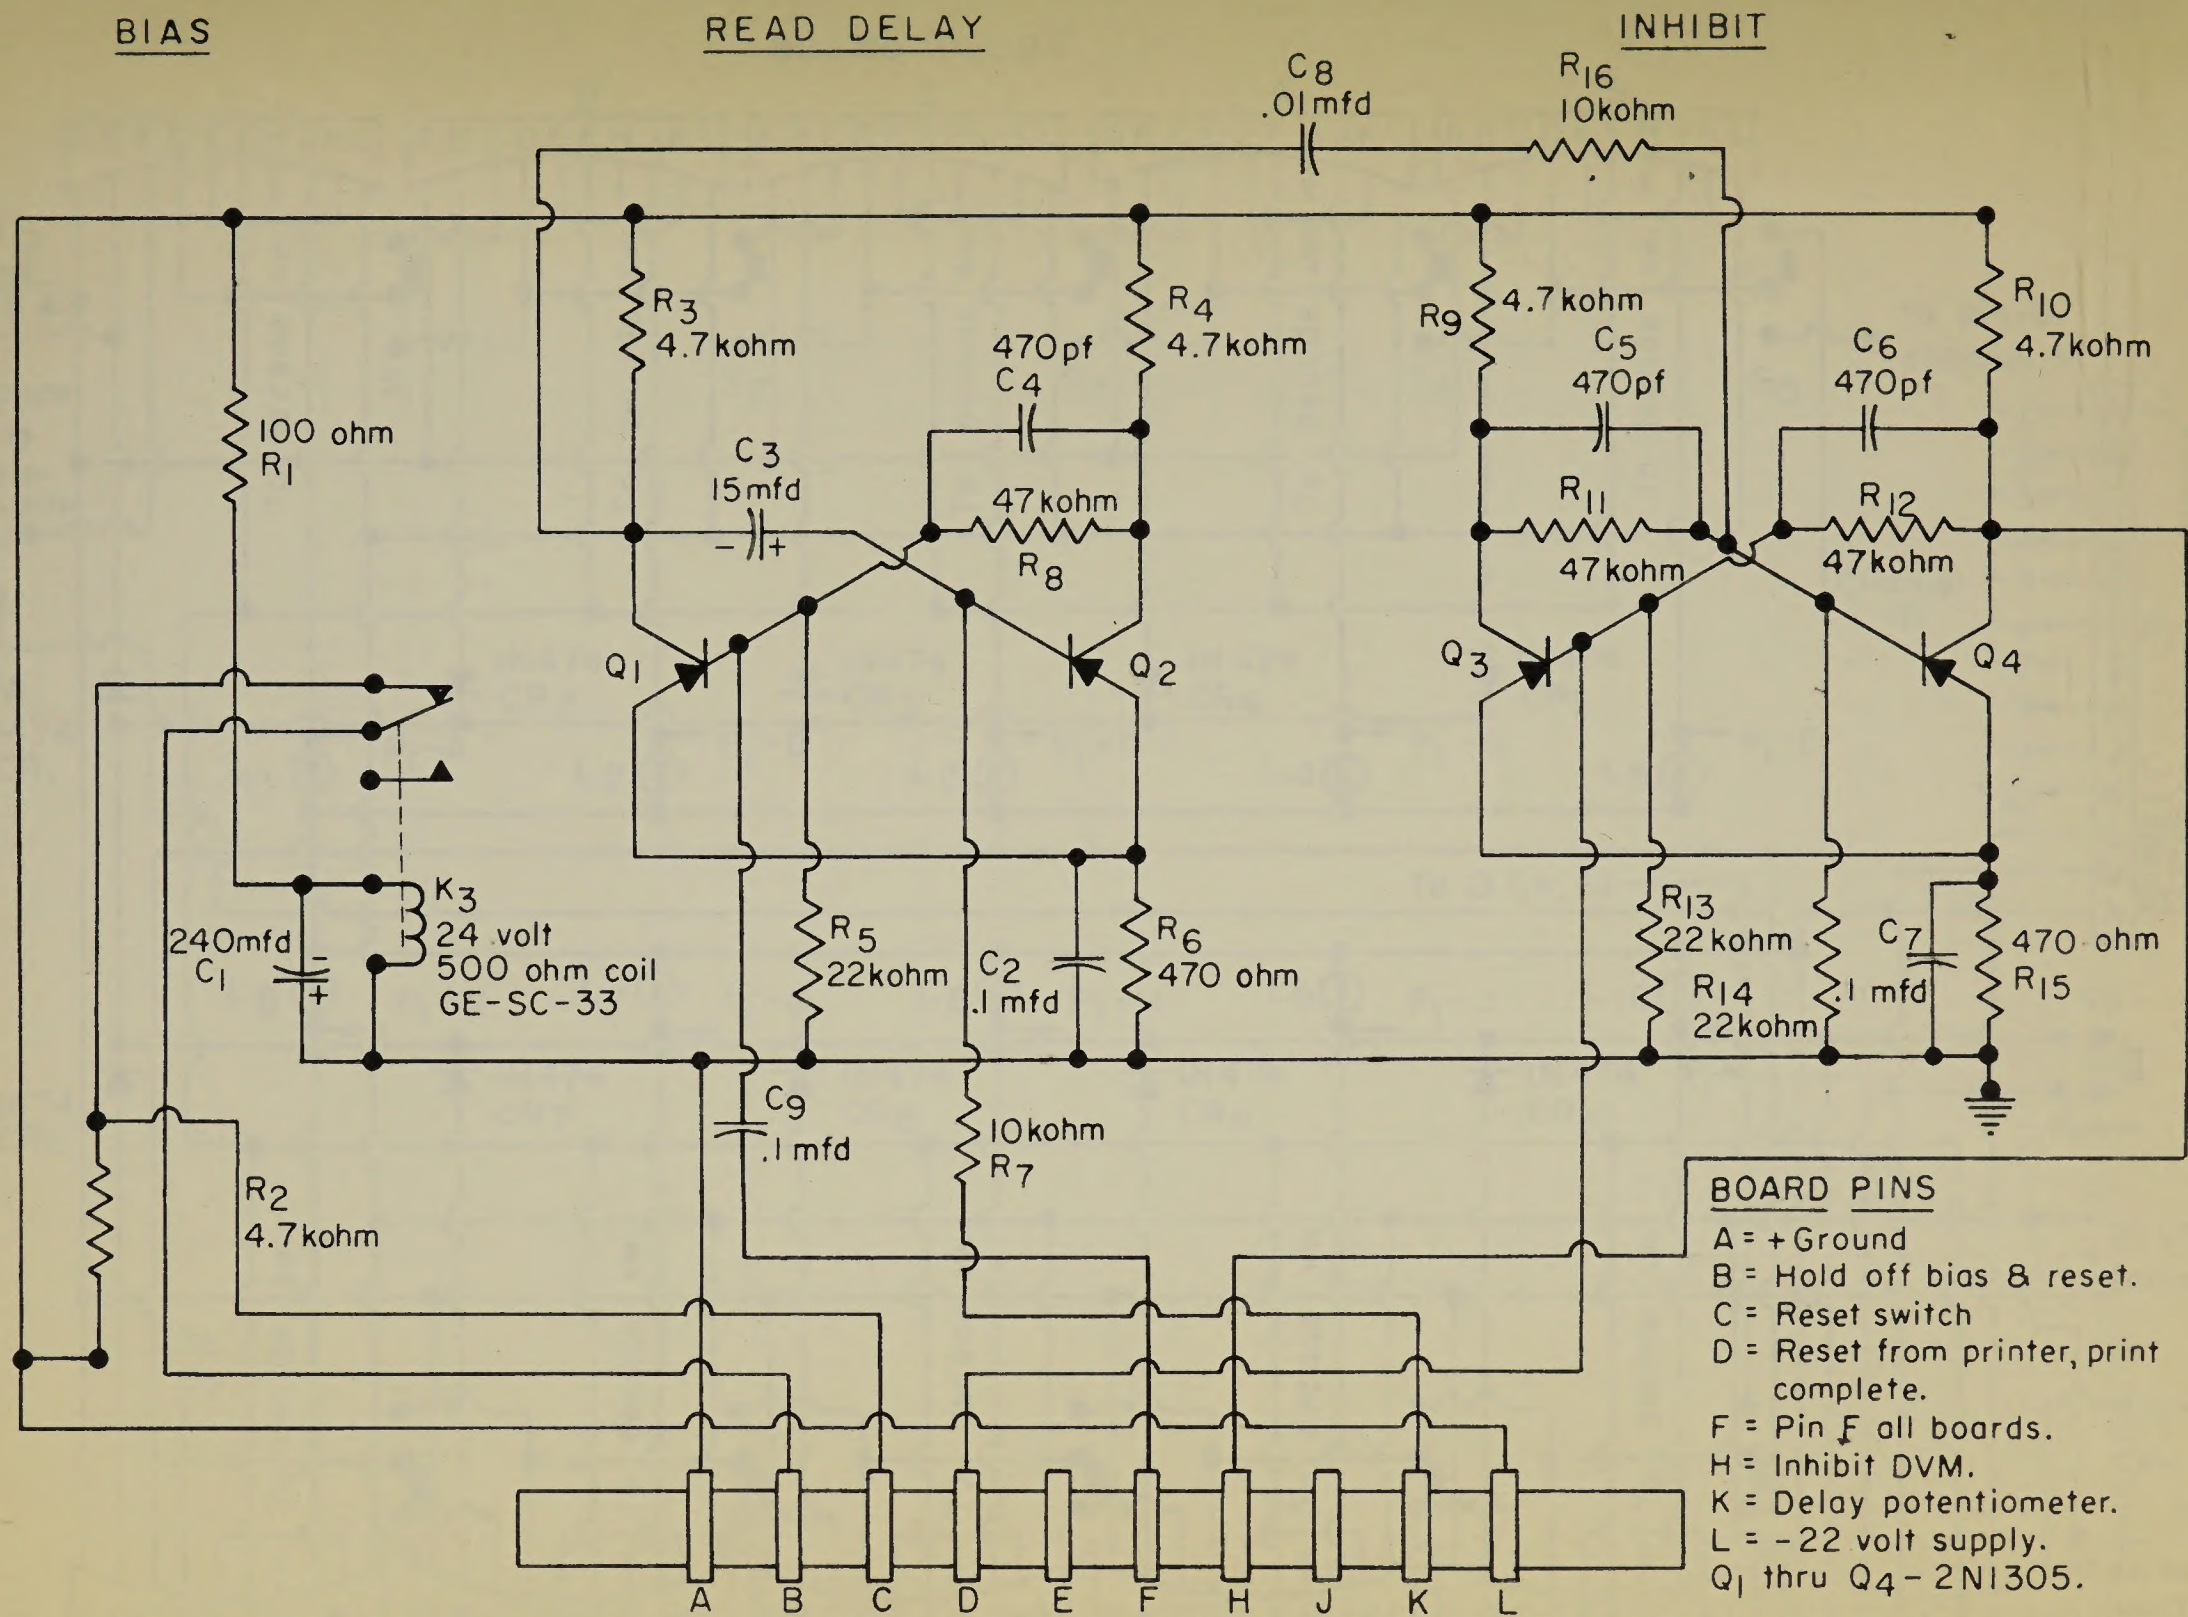 BIAS
READ DELAY
INHIBIT
C8
.01mfd
R16
10kohm
R3
4.7kohm
R4
4.7kohm
470pf
C4
R9
4.7kohm
C5
470pf
C6
470pf
R10
4.7kohm
100 ohm
R1
C3
15mfd
- +
47kohm
R8
R11
47kohm
R12
47kohm
Q1
Q2
Q3
Q4
K3
24 volt
500 ohm coil
GE-SC-33
240mfd
C1
-
+
R5
22kohm
C2
.1 mfd
R6
470 ohm
R13
22kohm
R14
22kohm
C7
.1 mfd
470 ohm
R15
C9
.1 mfd
10kohm
R7
R2
4.7kohm
BOARD PINS
A = + Ground
B = Hold off bias & reset.
C = Reset switch
D = Reset from printer, print
complete.
F = Pin F all boards.
H = Inhibit DVM.
K = Delay potentiometer.
L = -22 volt supply.
Q1 thru Q4 - 2N1305.
A B C D E F H J K L